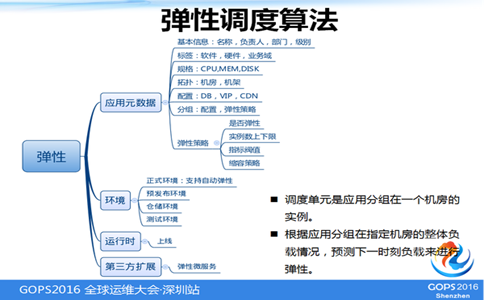 弹性调度算法
基本信息：名称，负责人，部门，级别
标签：软件，硬件，业务域
规格：CPU,MEM,DISK
拓扑：机房，机架
配置：DB，VIP，CDN
分组：配置，弹性策略
应用元数据
是否弹性
实例数上下限
弹性策略
指标阈值
缩容策略
弹性
正式环境：支持自动弹性
预发布环境
环境
仓储环境
测试环境
运行时
上线
第三方扩展
弹性微服务
■ 调度单元是应用分组在一个机房的
实例。
■ 根据应用分组在指定机房的整体负
载情况，预测下一时刻负载来进行
弹性。
GOPS2016 全球运维大会·深圳站
GOPS2016
Shenzhen